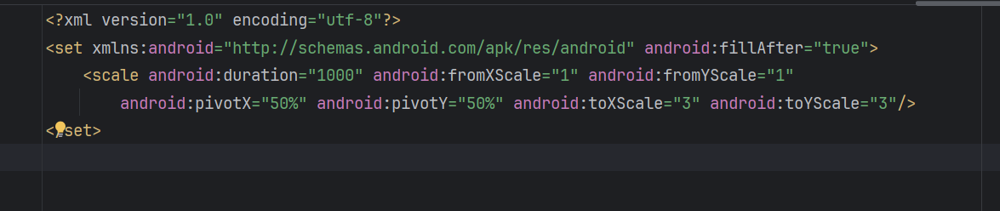 <?xml version="1.0" encoding="utf-8"?>
<set xmlns:android="http://schemas.android.com/apk/res/android" android:fillAfter="true">
<scale android:duration="1000" android:fromXScale="1" android:fromYScale="1"
android:pivotX="50%" android:pivotY="50%" android:toXScale="3" android:toYScale="3"/>
</set>